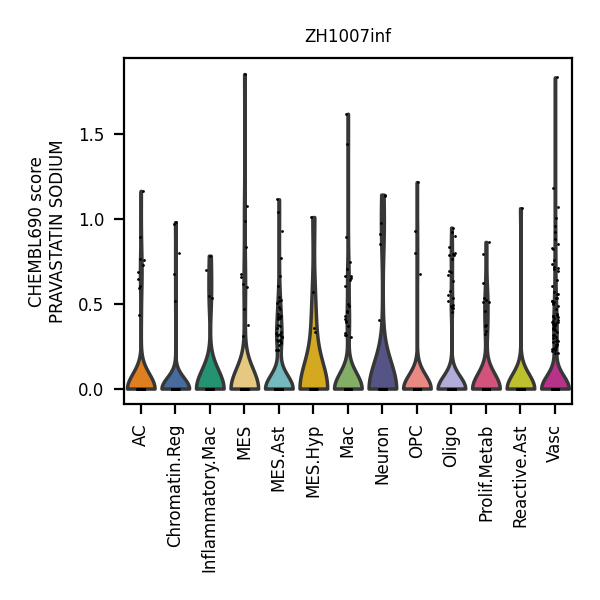 ZH1007inf
CHEMBL690 score
PRAVASTATIN SODIUM
1.5
1.0
0.5
0.0
AC
Chromatin.Reg
Inflammatory.Mac
MES
MES.Ast
MES.Hyp
Mac
Neuron
OPC
Oligo
Prolif.Metab
Reactive.Ast
Vasc